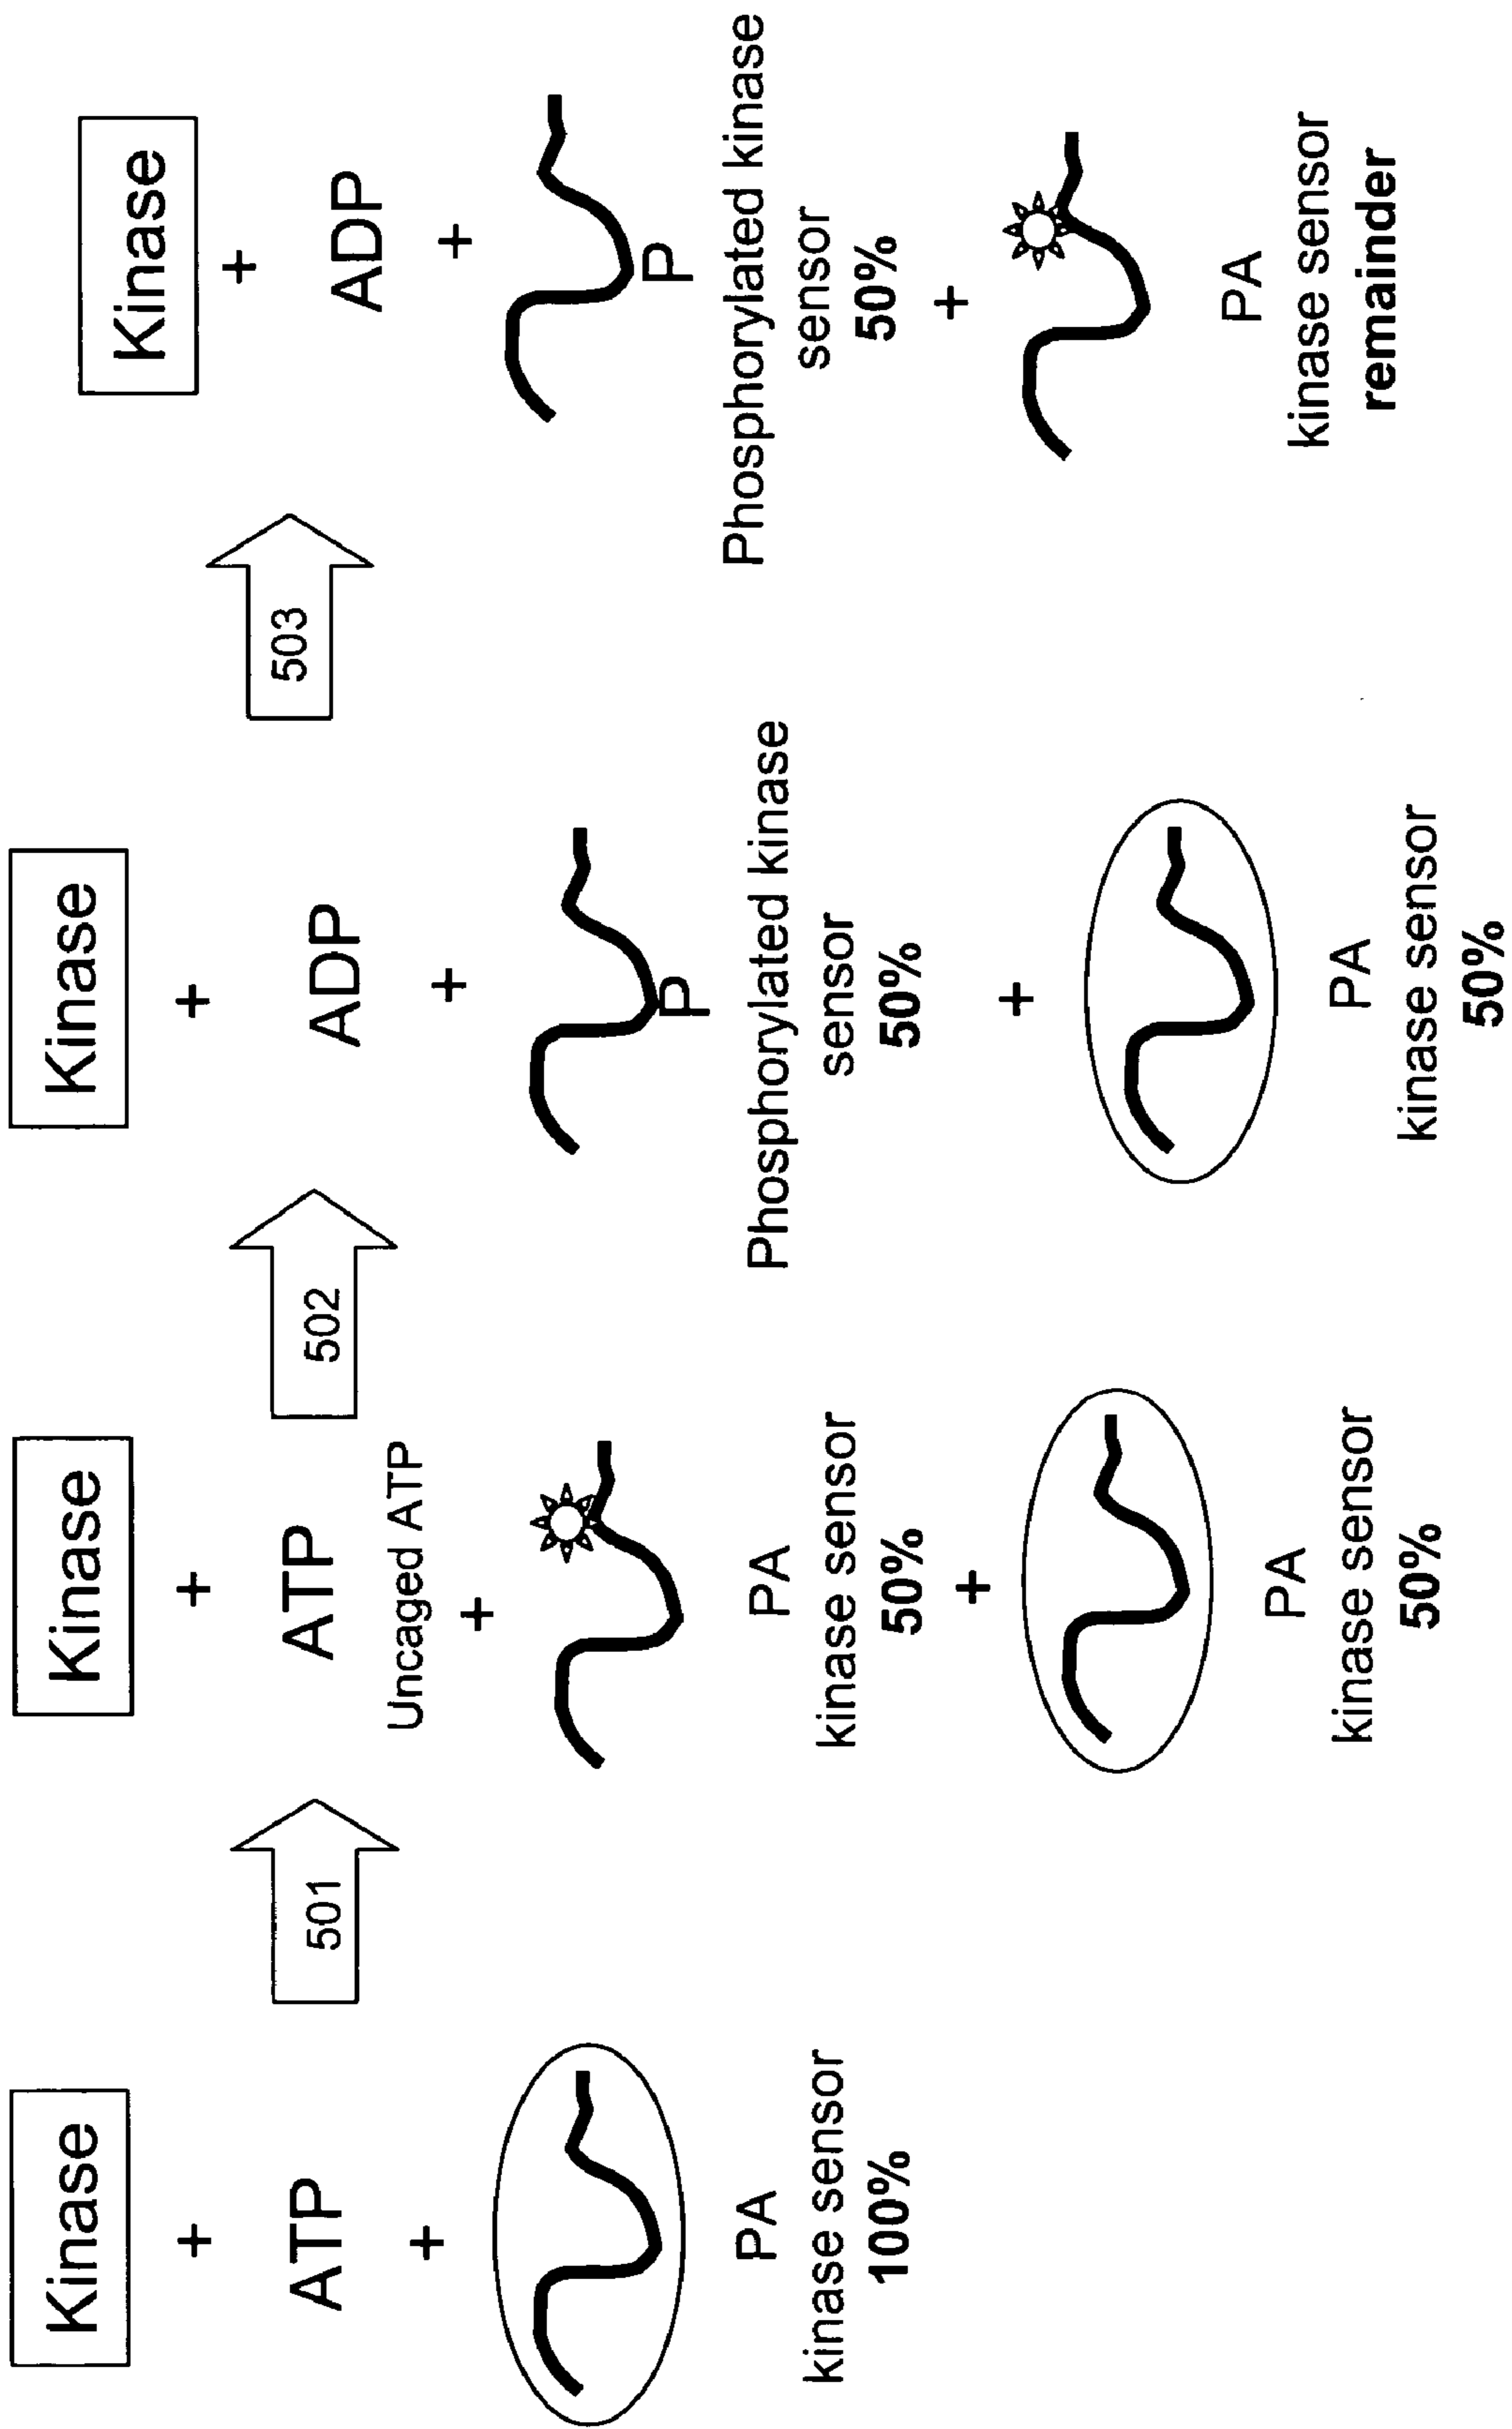 Kinase
+
ATP
+
PA
kinase sensor
100%
501
Kinase
+
ATP
Uncaged ATP
+
PA
kinase sensor
50%
+
PA
kinase sensor
50%
502
Kinase
+
ADP
+
P
Phosphorylated kinase
sensor
50%
+
PA
kinase sensor
50%
503
Kinase
+
ADP
+
P
Phosphorylated kinase
sensor
50%
+
PA
kinase sensor
remainder